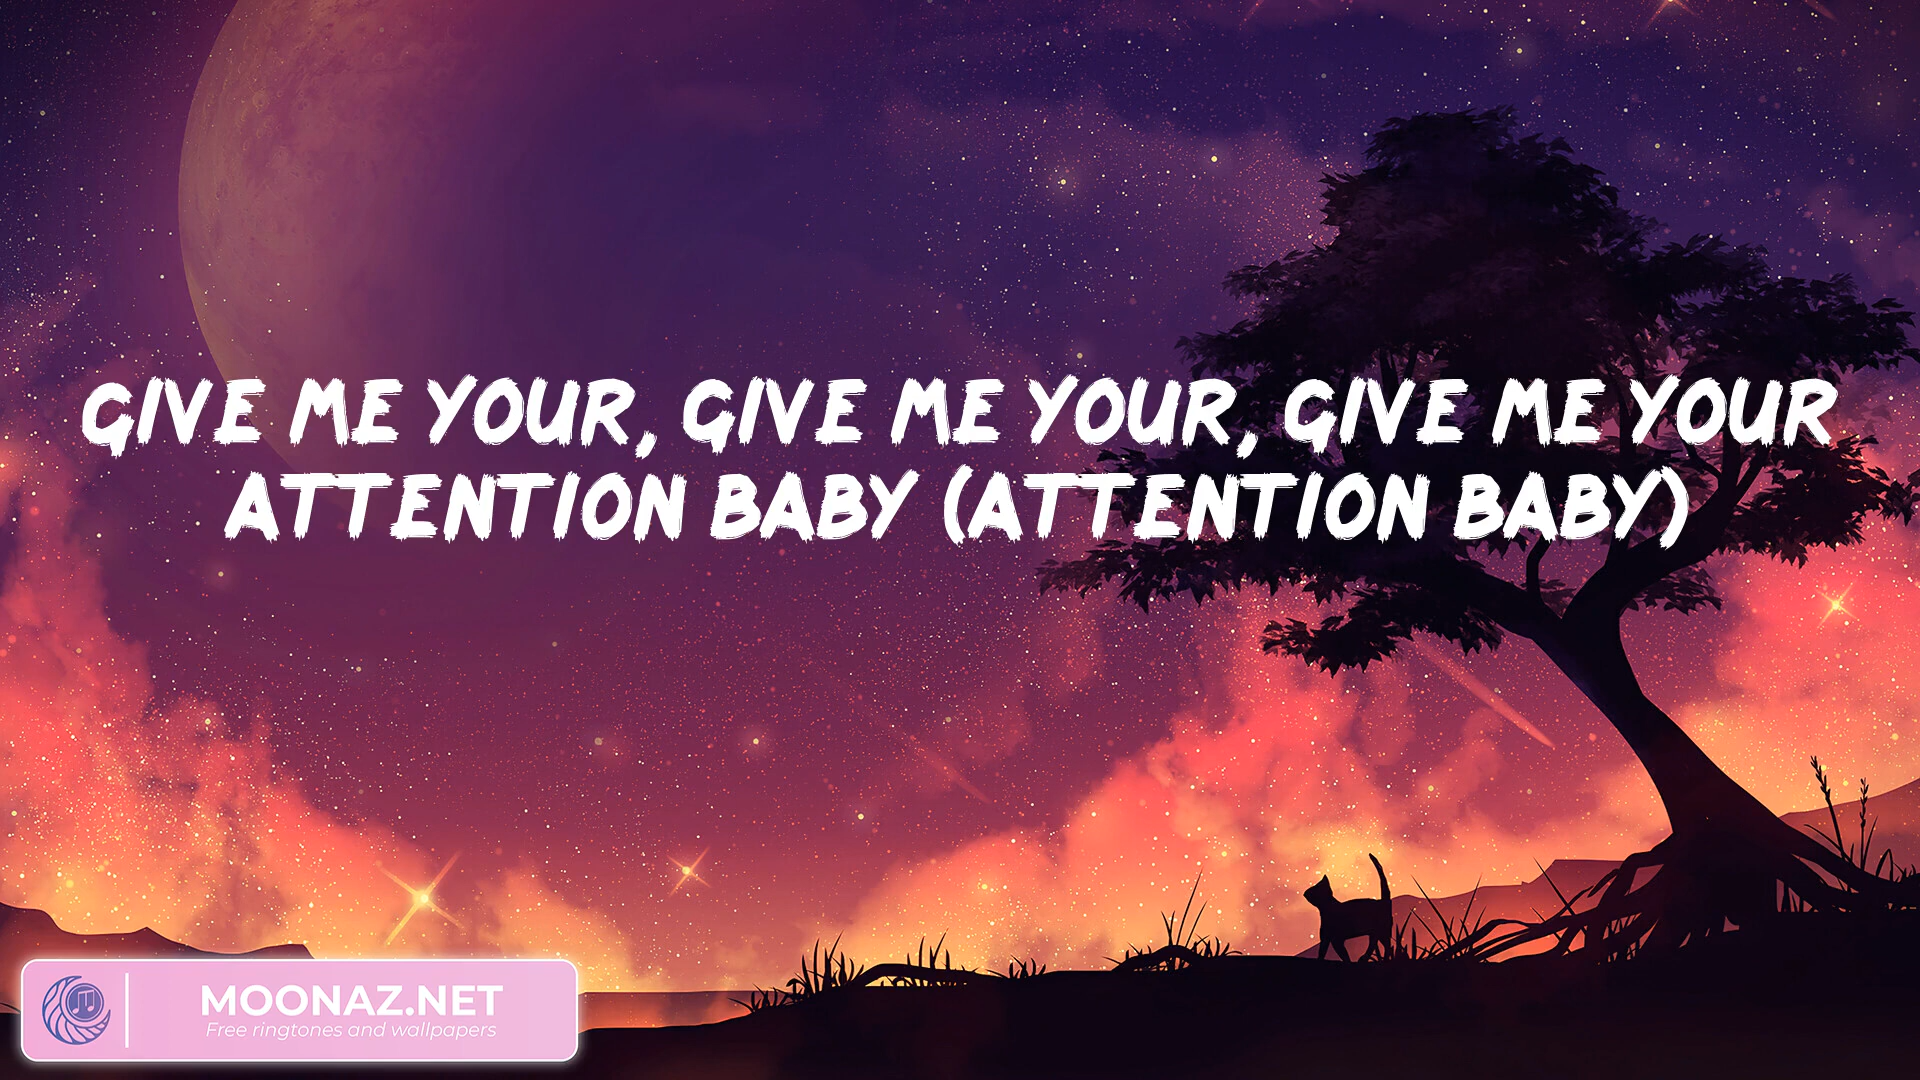 GIVE ME YOUR, GIVE ME YOUR, GIVE ME YOUR
ATTENTION BABY (ATTENTION BABY)
MOONAZ.NET
Free ringtones and wallpapers